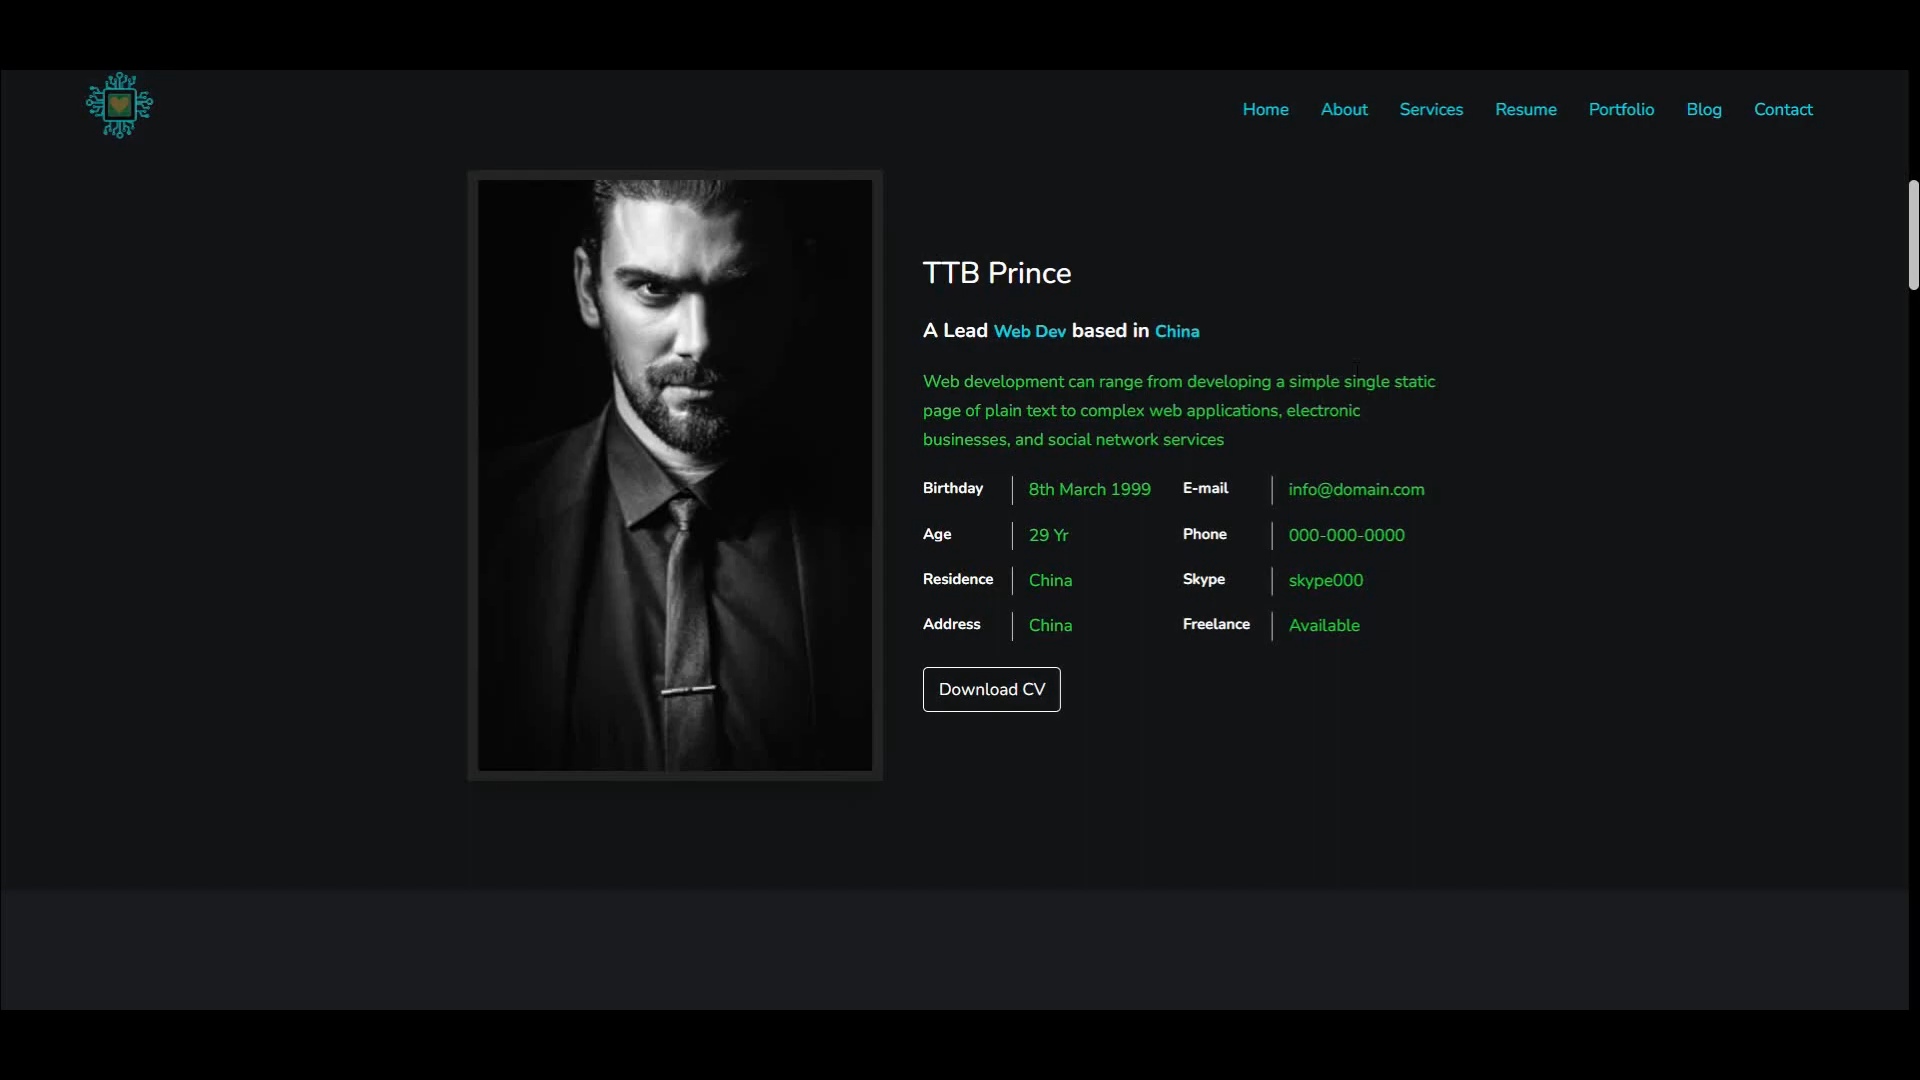 Home About Services Resume Portfolio Blog Contact
TTB Prince
A Lead Web Dev based in China
Web development can range from developing a simple single static
page of plain text to complex web applications, electronic
businesses, and social network services
Birthday 8th March 1999 E-mail info@domain.com
Age 29 Yr Phone 000-000-0000
Residence China Skype skype000
Address China Freelance Available
Download CV